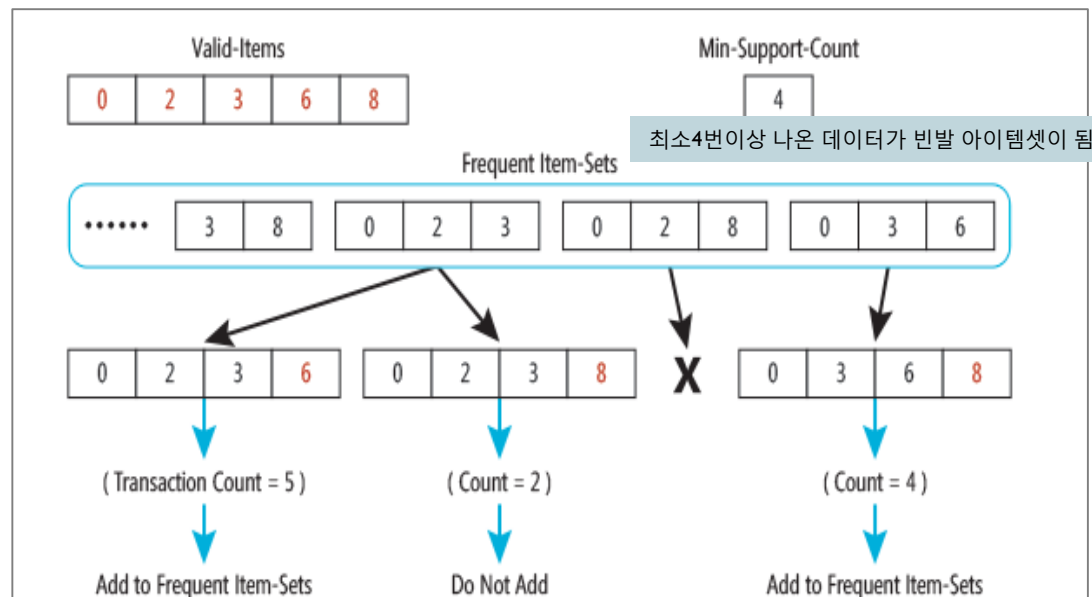 Valid-Items Min-Support-Count
0 2 3 6 8 4
최소4번이상 나온 데이터가 빈발 아이템셋이 됨
Frequent Item-Sets
...... 3 8 0 2 3 0 2 8 0 3 6
0 2 3 6 0 2 3 8 X 0 3 6 8
( Transaction Count = 5 ) ( Count = 2 ) ( Count = 4 )
Add to Frequent Item-Sets Do Not Add Add to Frequent Item-Sets